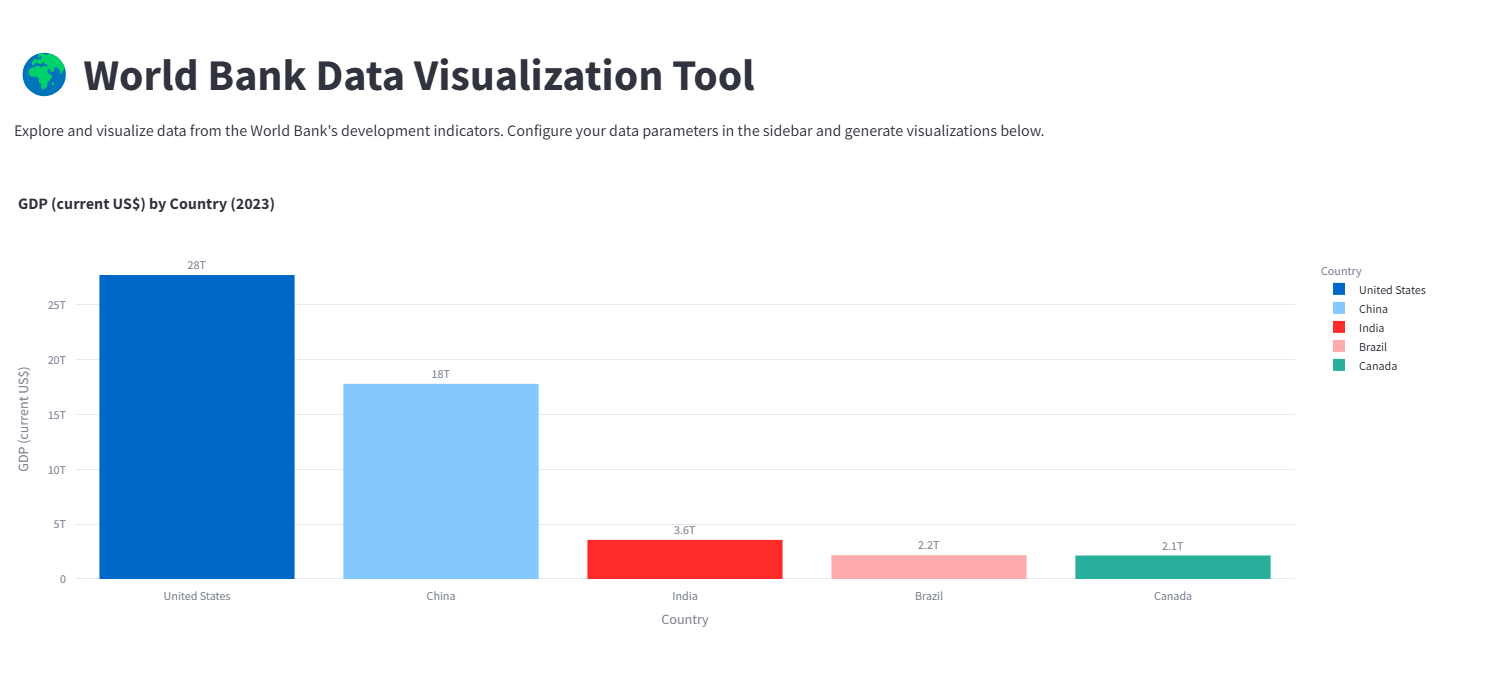 World Bank Data Visualization Tool
Explore and visualize data from the World Bank's development indicators. Configure your data parameters in the sidebar and generate visualizations below.
GDP (current US$) by Country (2023)
28T
18T
3.6T
2.2T
2.1T
25T
20T
15T
10T
5T
0
GDP (current US$)
United States
China
India
Brazil
Canada
Country
Country
United States
China
India
Brazil
Canada